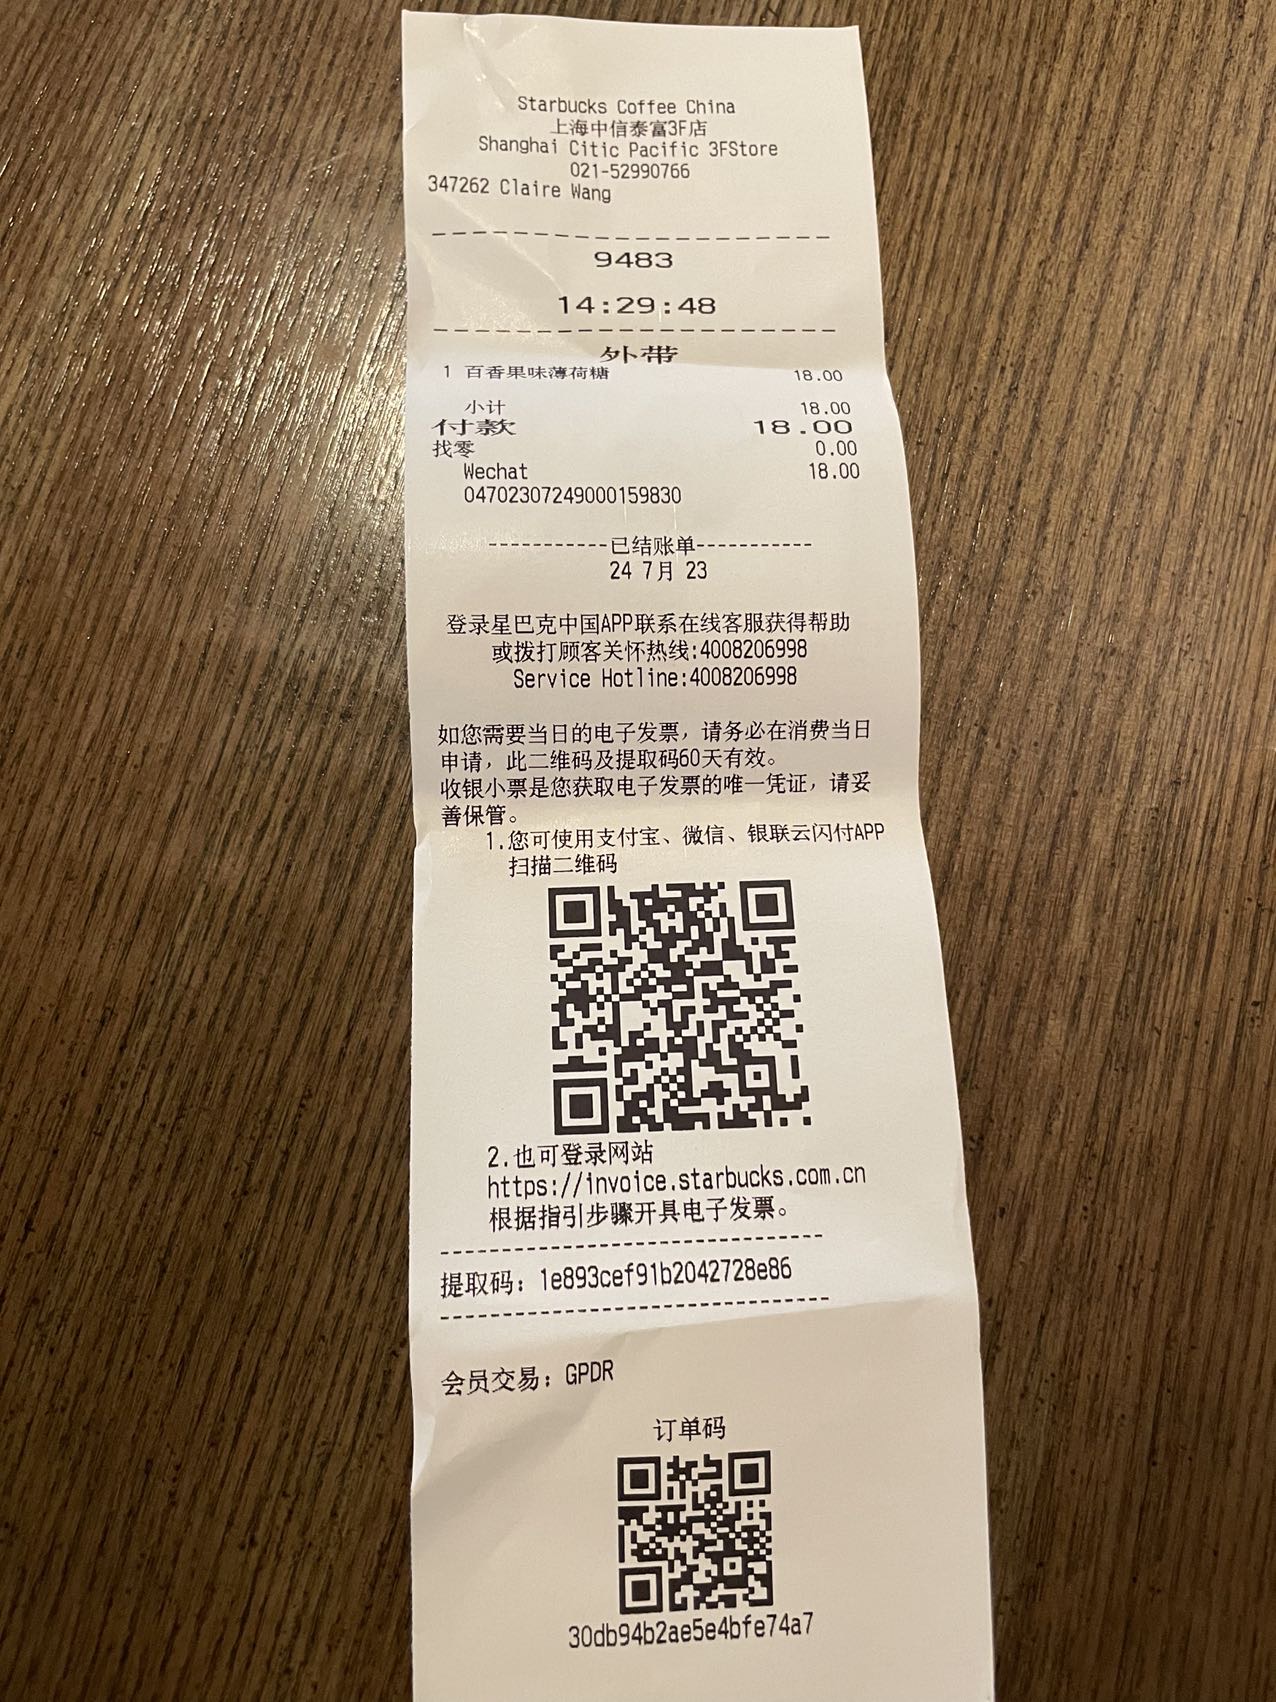 Starbucks Coffee China
上海中信泰富3F店
Shanghai Citic Pacific 3FStore
021-52990766
347262 Claire Wang
9483
14:29:48
外带
1 百香果味薄荷糖 18.00
小计 18.00
付款 18.00
找零 0.00
Wechat 18.00
04702307249000159830
-----------已结账单-----------
24 7月 23
登录星巴克中国APP联系在线客服获得帮助
或拨打顾客关怀热线:4008206998
Service Hotline:4008206998
如您需要当日的电子发票，请务必在消费当日
申请，此二维码及提取码60天有效。
收银小票是您获取电子发票的唯一凭证，请妥
善保管。
1.您可使用支付宝、微信、银联云闪付APP
扫描二维码
2.也可登录网站
https://invoice.starbucks.com.cn
根据指引步骤开具电子发票。
提取码：1e893cef91b2042728e86
会员交易：GPDR
订单码
30db94b2ae5e4bfe74a7